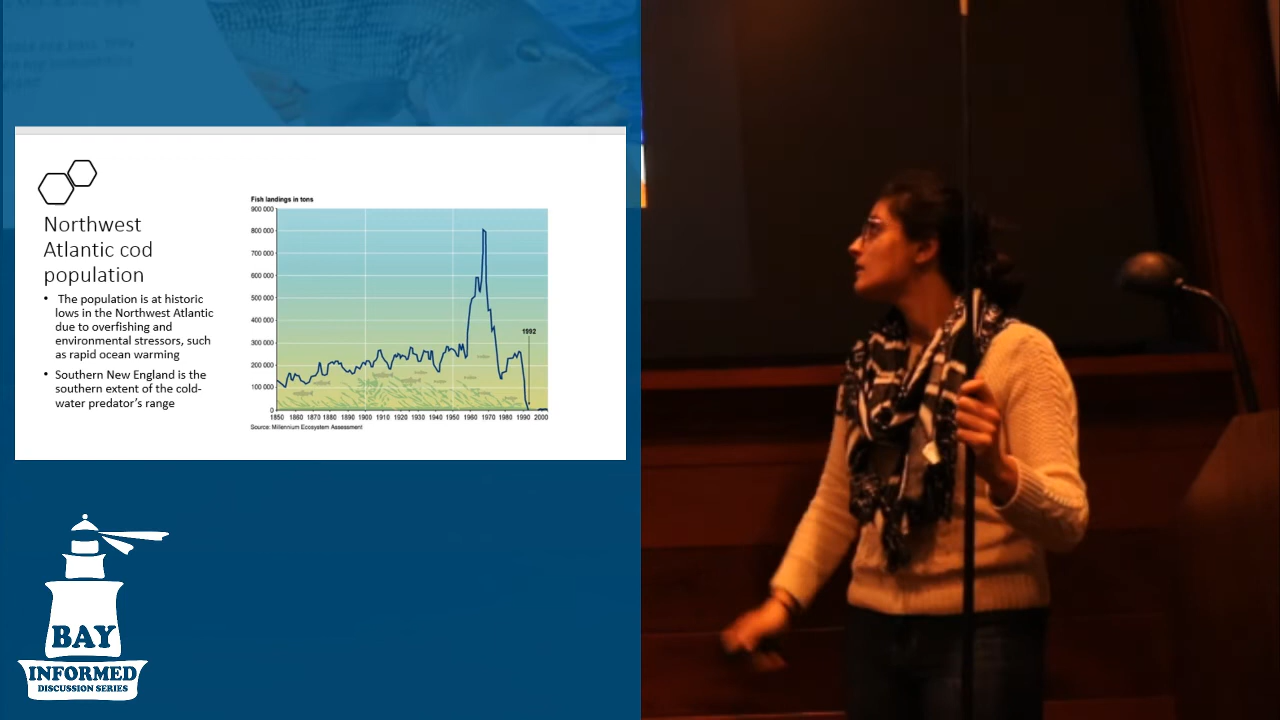 Northwest
Atlantic cod
population
• The population is at historic
lows in the Northwest Atlantic
due to overfishing and
environmental stressors, such
as rapid ocean warming
• Southern New England is the
southern extent of the cold-
water predator's range
Fish landings in tons
900 000
800 000
700 000
600 000
500 000
400 000
300 000
200 000
100 000
0
1992
1850 1860 1870 1880 1890 1900 1910 1920 1930 1940 1950 1960 1970 1980 1990 2000
Source: Millennium Ecosystem Assessment
BAY
INFORMED
DISCUSSION SERIES